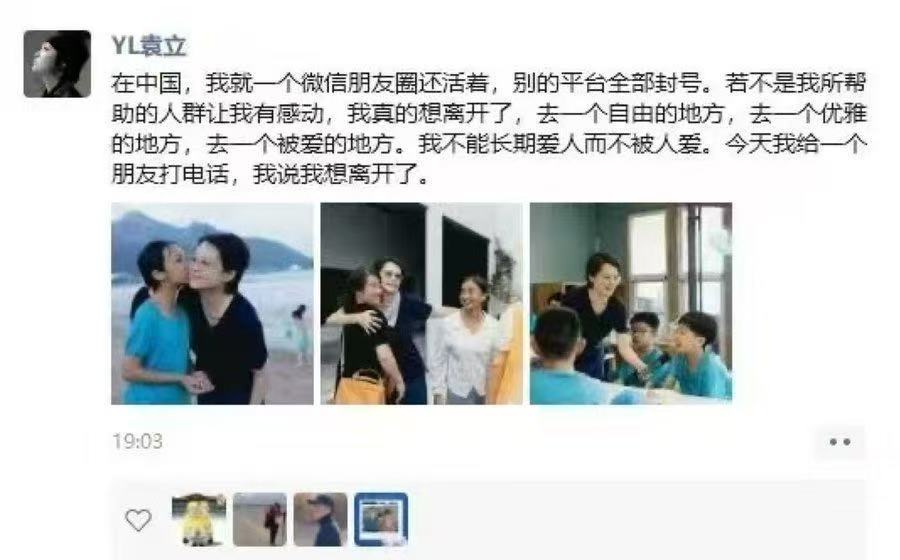 YL袁立
在中国，我就一个微信朋友圈还活着，别的平台全部封号。若不是我所帮
助的人群让我有感动，我真的想离开了，去一个自由的地方，去一个优雅
的地方，去一个被爱的地方。我不能长期爱人而不被人爱。今天我给一个
朋友打电话，我说我想离开了。
19:03